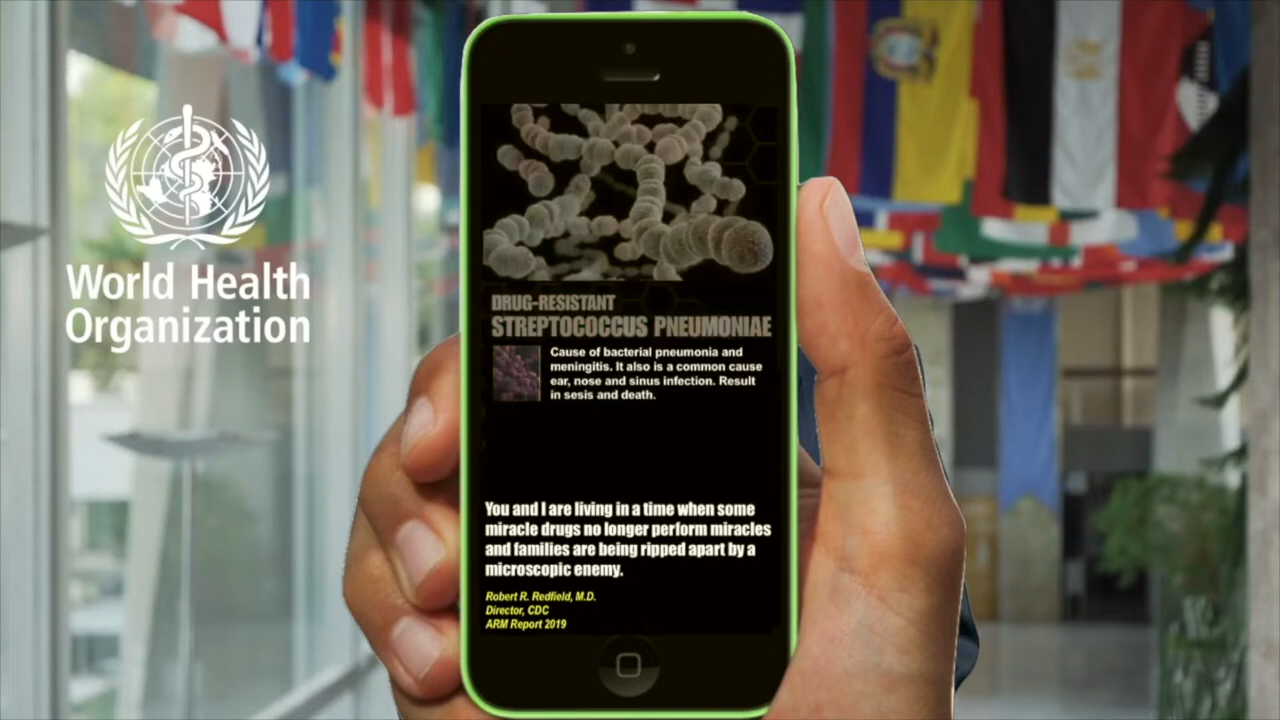 World Health
Organization
DRUG-RESISTANT
STREPTOCOCCUS PNEUMONIAE
Cause of bacterial pneumonia and
meningitis. It also is a common cause
ear, nose and sinus infection. Result
in sesis and death.
You and I are living in a time when some
miracle drugs no longer perform miracles
and families are being ripped apart by a
microscopic enemy.
Robert R. Redfield, M.D.
Director, CDC
ARM Report 2019